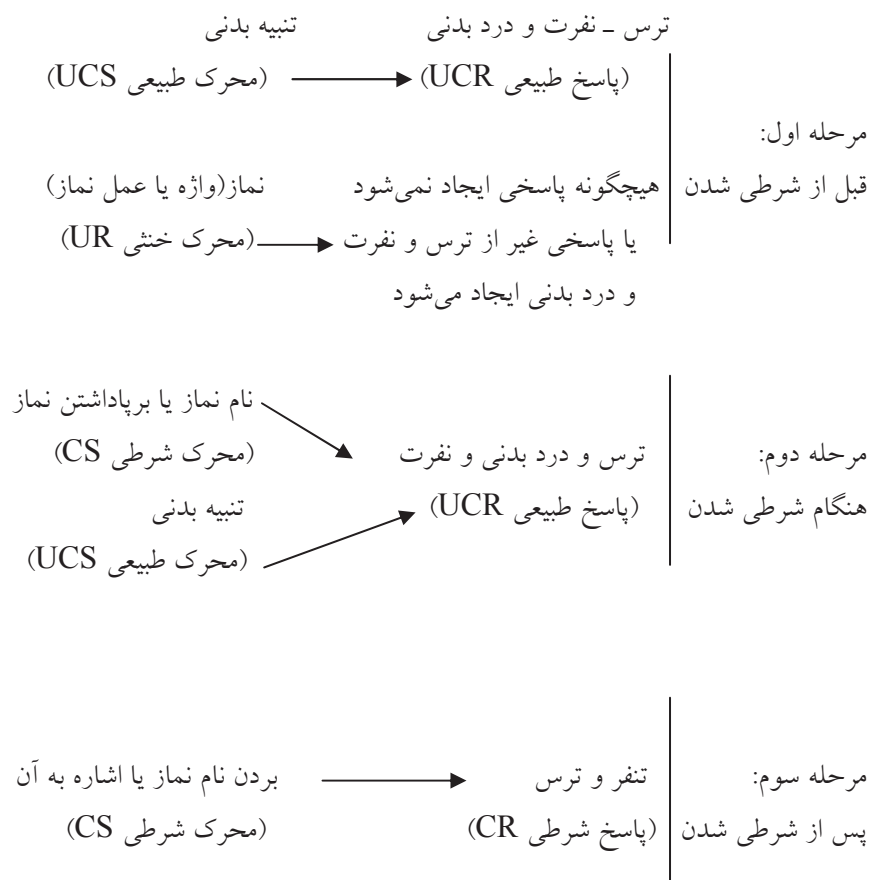 ترس ـ نفرت و درد بدنی تنبیه بدنی
(پاسخ طبیعی UCR) (محرک طبیعی UCS)
مرحله اول:
قبل از شرطی شدن هیچگونه پاسخی ایجاد نمی‌شود نماز(واژه یا عمل نماز)
یا پاسخی غیر از ترس و نفرت (محرک خنثی UR)
و درد بدنی ایجاد می‌شود
نام نماز یا برپاداشتن نماز
مرحله دوم: ترس و درد بدنی و نفرت (محرک شرطی CS)
هنگام شرطی شدن (پاسخ طبیعی UCR) تنبیه بدنی
(محرک طبیعی UCS)
مرحله سوم: تنفر و ترس بردن نام نماز یا اشاره به آن
پس از شرطی شدن (پاسخ شرطی CR) (محرک شرطی CS)